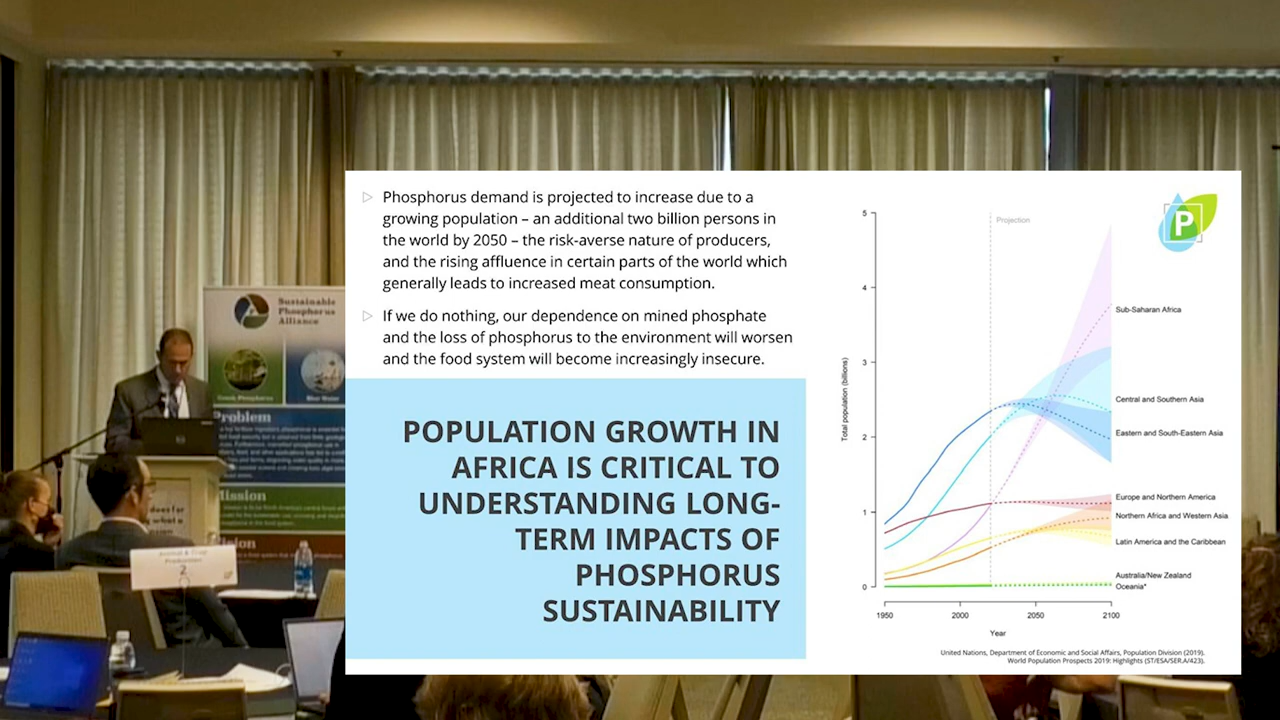 Phosphorus demand is projected to increase due to a
growing population – an additional two billion persons in
the world by 2050 – the risk-averse nature of producers,
and the rising affluence in certain parts of the world which
generally leads to increased meat consumption.
If we do nothing, our dependence on mined phosphate
and the loss of phosphorus to the environment will worsen
and the food system will become increasingly insecure.
POPULATION GROWTH IN
AFRICA IS CRITICAL TO
UNDERSTANDING LONG-
TERM IMPACTS OF
PHOSPHORUS
SUSTAINABILITY
P
Projection
5
4
3
2
1
0
Total population (billions)
1950
2000
2050
2100
Year
Sub-Saharan Africa
Central and Southern Asia
Eastern and South-Eastern Asia
Europe and Northern America
Northern Africa and Western Asia
Latin America and the Caribbean
Australia/New Zealand
Oceania*
United Nations, Department of Economic and Social Affairs, Population Division (2019).
World Population Prospects 2019: Highlights (ST/ESA/SER.A/423).
Sustainable
Phosphorus
Alliance
Problem
Mission
Vision
2